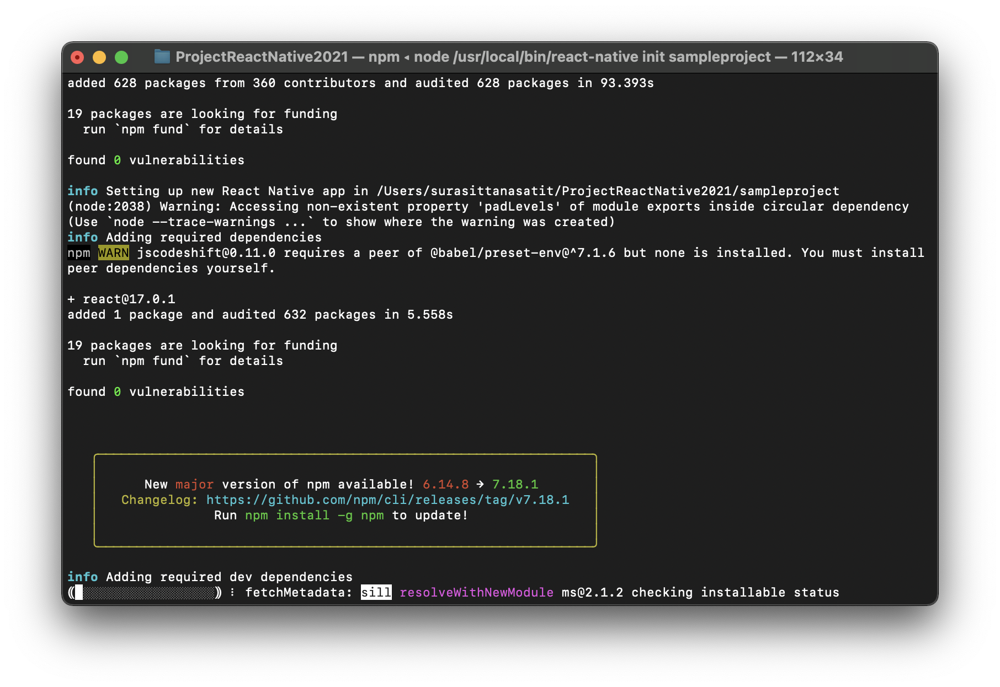 ProjectReactNative2021 — npm ◂ node /usr/local/bin/react-native init sampleproject — 112×34
added 628 packages from 360 contributors and audited 628 packages in 93.393s
19 packages are looking for funding
run `npm fund` for details
found 0 vulnerabilities
info Setting up new React Native app in /Users/surasittanasatit/ProjectReactNative2021/sampleproject
(node:2038) Warning: Accessing non-existent property 'padLevels' of module exports inside circular dependency
(Use `node --trace-warnings ...` to show where the warning was created)
info Adding required dependencies
npm WARN jscodeshift@0.11.0 requires a peer of @babel/preset-env@^7.1.6 but none is installed. You must install
peer dependencies yourself.
+ react@17.0.1
added 1 package and audited 632 packages in 5.558s
19 packages are looking for funding
run `npm fund` for details
found 0 vulnerabilities
New major version of npm available! 6.14.8 → 7.18.1
Changelog: https://github.com/npm/cli/releases/tag/v7.18.1
Run npm install -g npm to update!
info Adding required dev dependencies
⸨█░░░░░░░░░░░░░░░░░⸩ ⠸ fetchMetadata: sill resolveWithNewModule ms@2.1.2 checking installable status